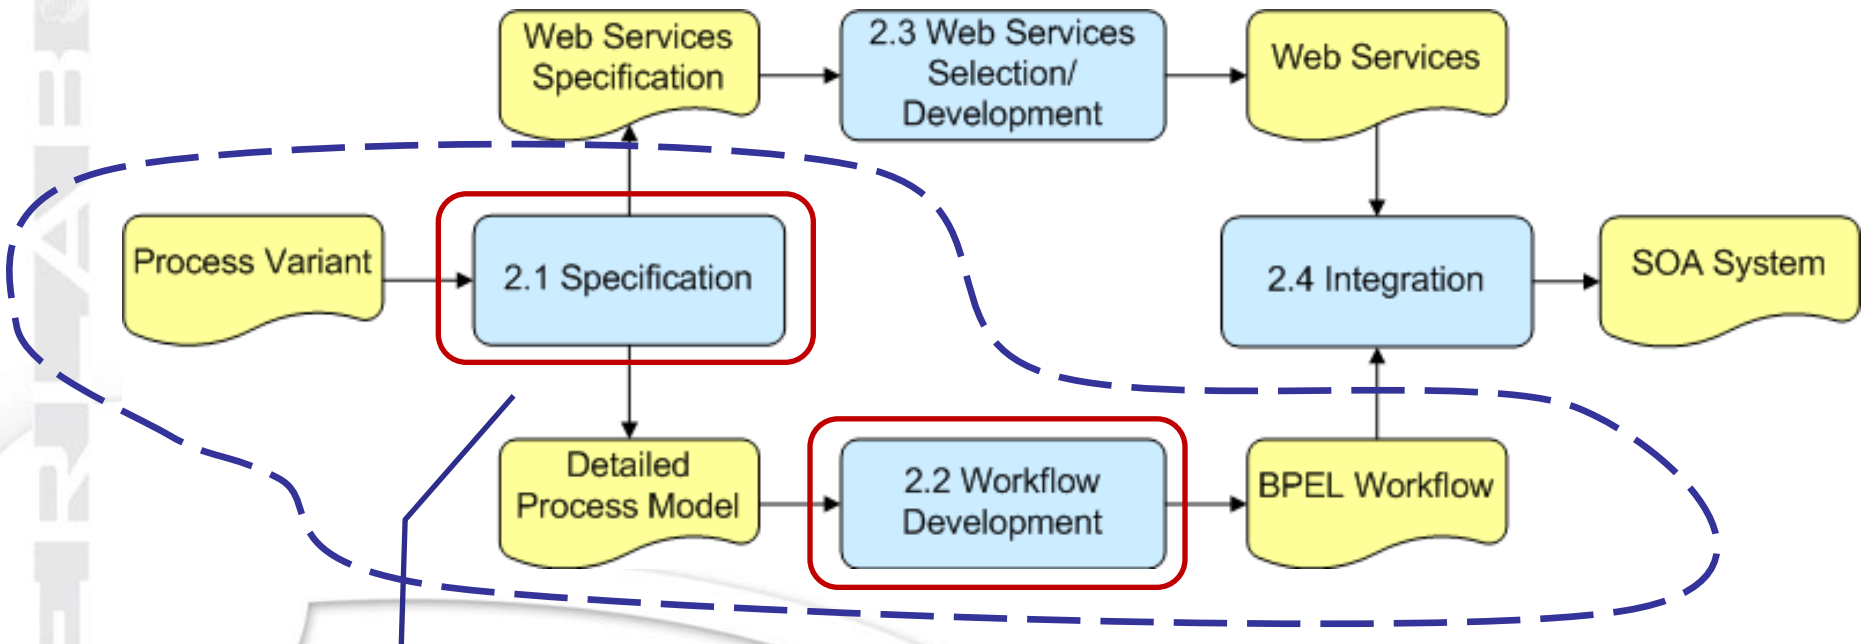 Web Services
Specification
2.3 Web Services
Selection/
Development
Web Services
Process Variant
2.1 Specification
2.4 Integration
SOA System
Detailed
Process Model
2.2 Workflow
Development
BPEL Workflow